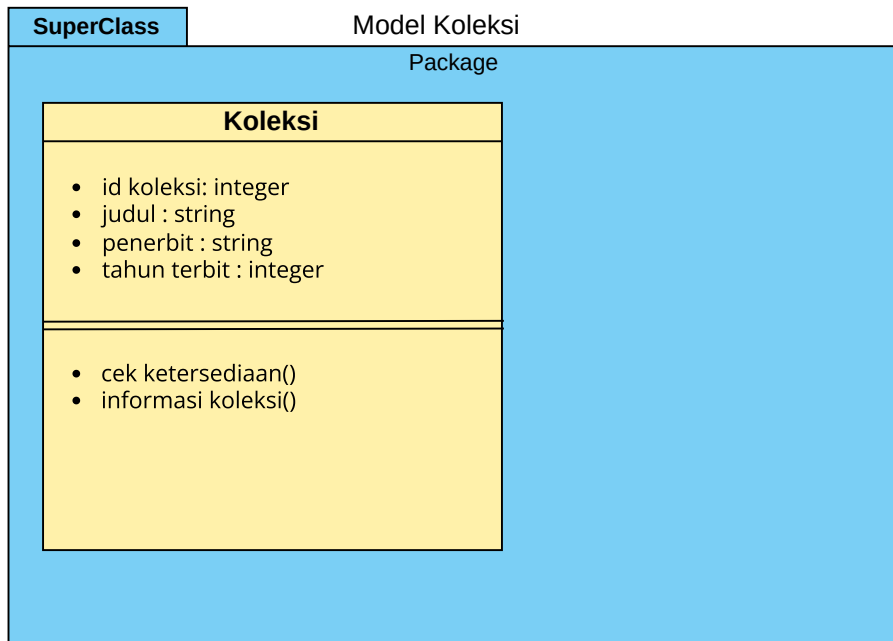 SuperClass
Model Koleksi
Package
Koleksi
• id koleksi: integer
• judul : string
• penerbit : string
• tahun terbit : integer
• cek ketersediaan()
• informasi koleksi()